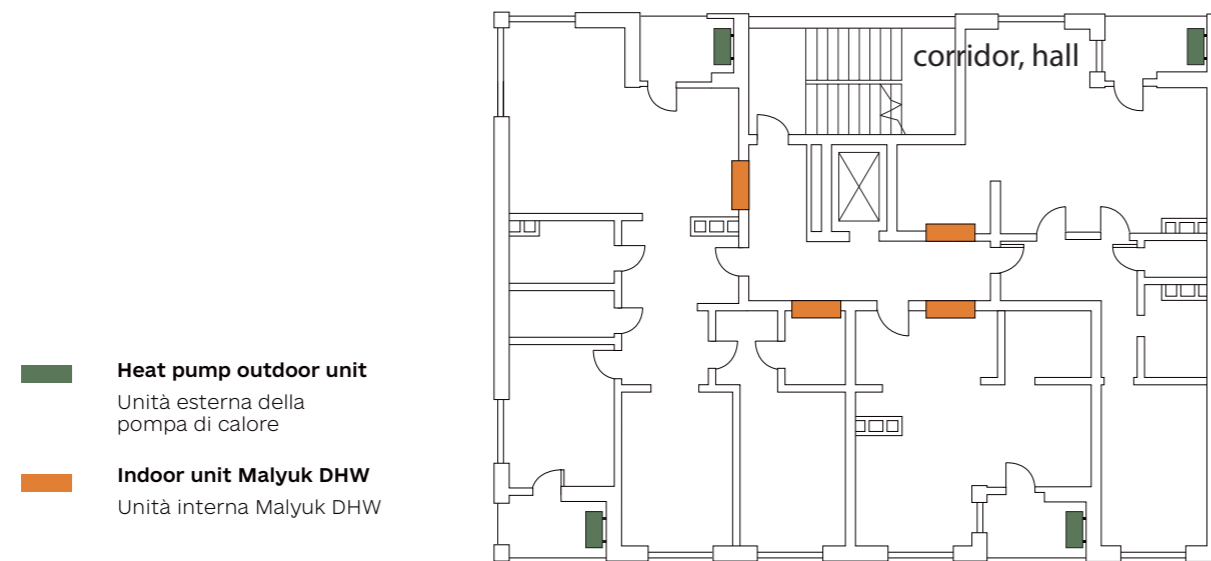 corridor, hall
Heat pump outdoor unit
Unità esterna della
pompa di calore
Indoor unit Malyuk DHW
Unità interna Malyuk DHW